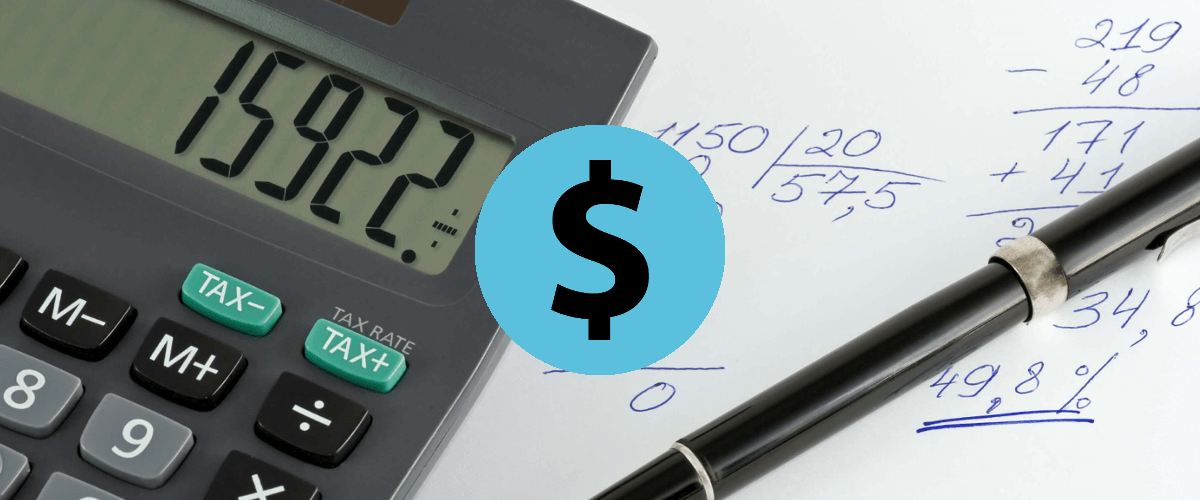 15922. ÷
M−
TAX−
TAX RATE
M+
TAX+
8
9
÷
×
$
1150 / 20
57,5
0
219
− 48
171
+ 41
2
34,8
49,8 %